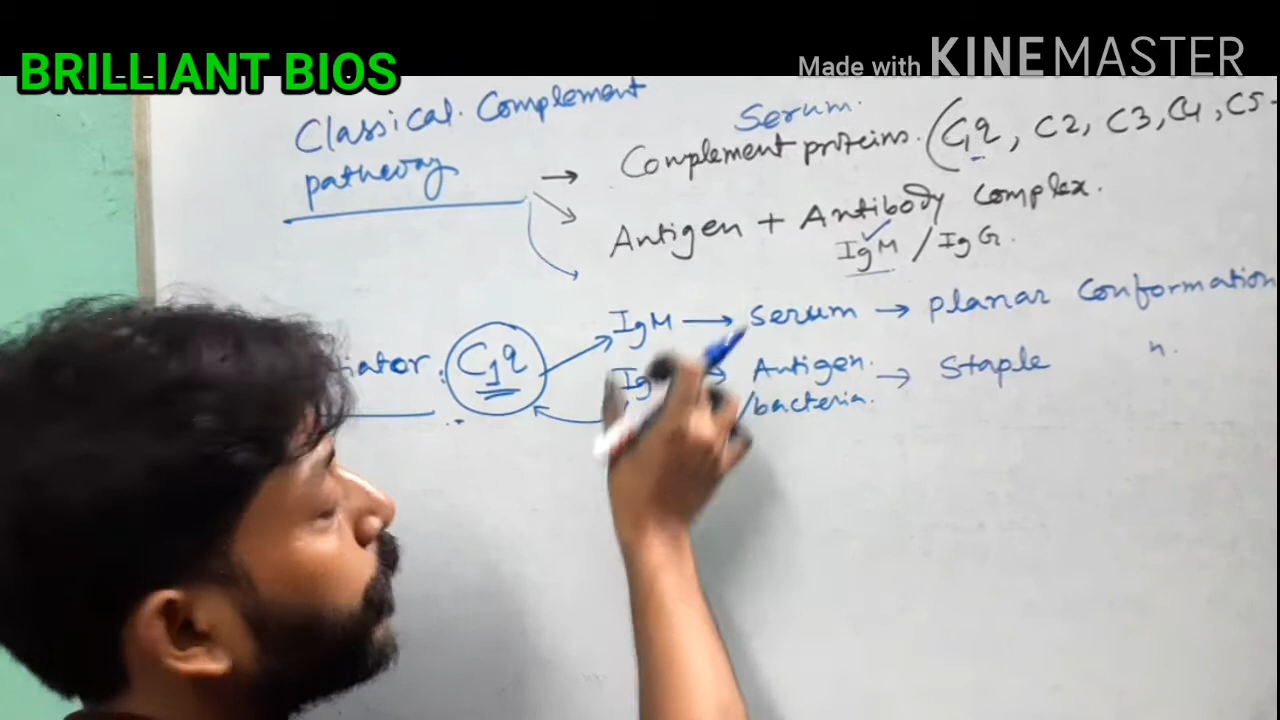 BRILLIANT BIOS
Made with KINEMASTER
Classical Complement
pathway
Serum.
Complement proteins. (C1q, C2, C3, C4, C5-
Antigen + Antibody Complex.
IgM / IgG.
IgM → Serum → planar conformation
C1q
Ig Antigen. → Staple
/bacteria.
n.